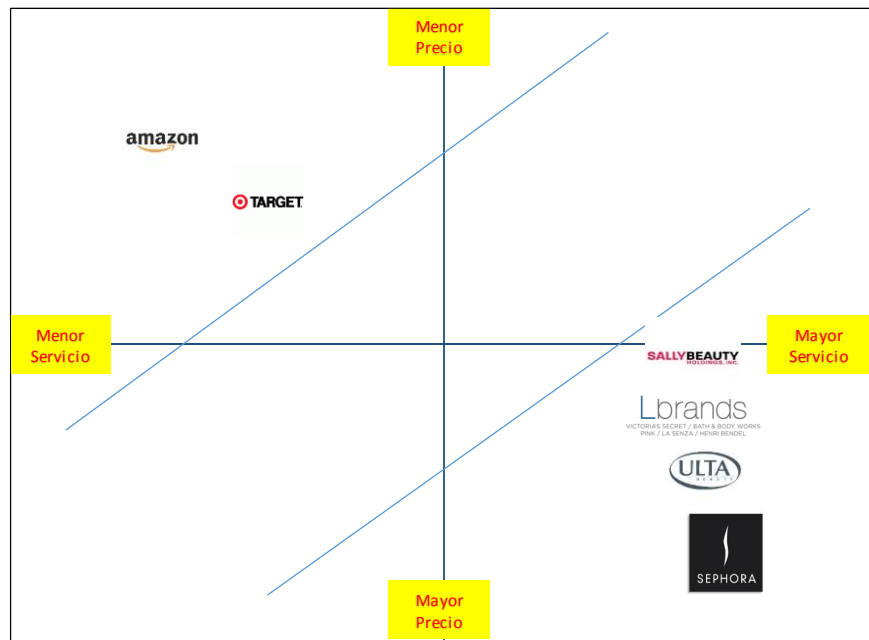 Menor
Precio
amazon
TARGET
Menor
Servicio
Mayor
Servicio
SALLYBEAUTY
HOLDINGS, INC.
Lbrands
VICTORIA'S SECRET / BATH & BODY WORKS
PINK / LA SENZA / HENRI BENDEL
ULTA
BEAUTY
SEPHORA
Mayor
Precio